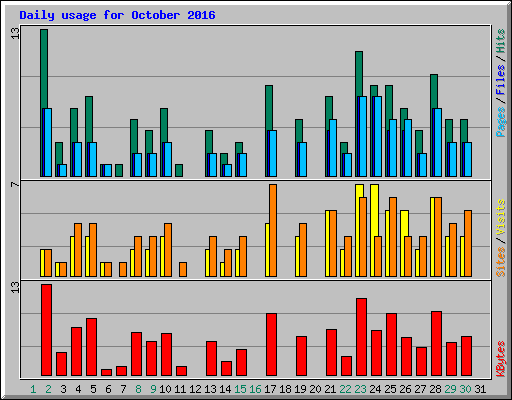 Daily usage for October 2016
13
Pages / Files / Hits
7
Sites / Visits
13
KBytes
1 2 3 4 5 6 7 8 9 10 11 12 13 14 15 16 17 18 19 20 21 22 23 24 25 26 27 28 29 30 31